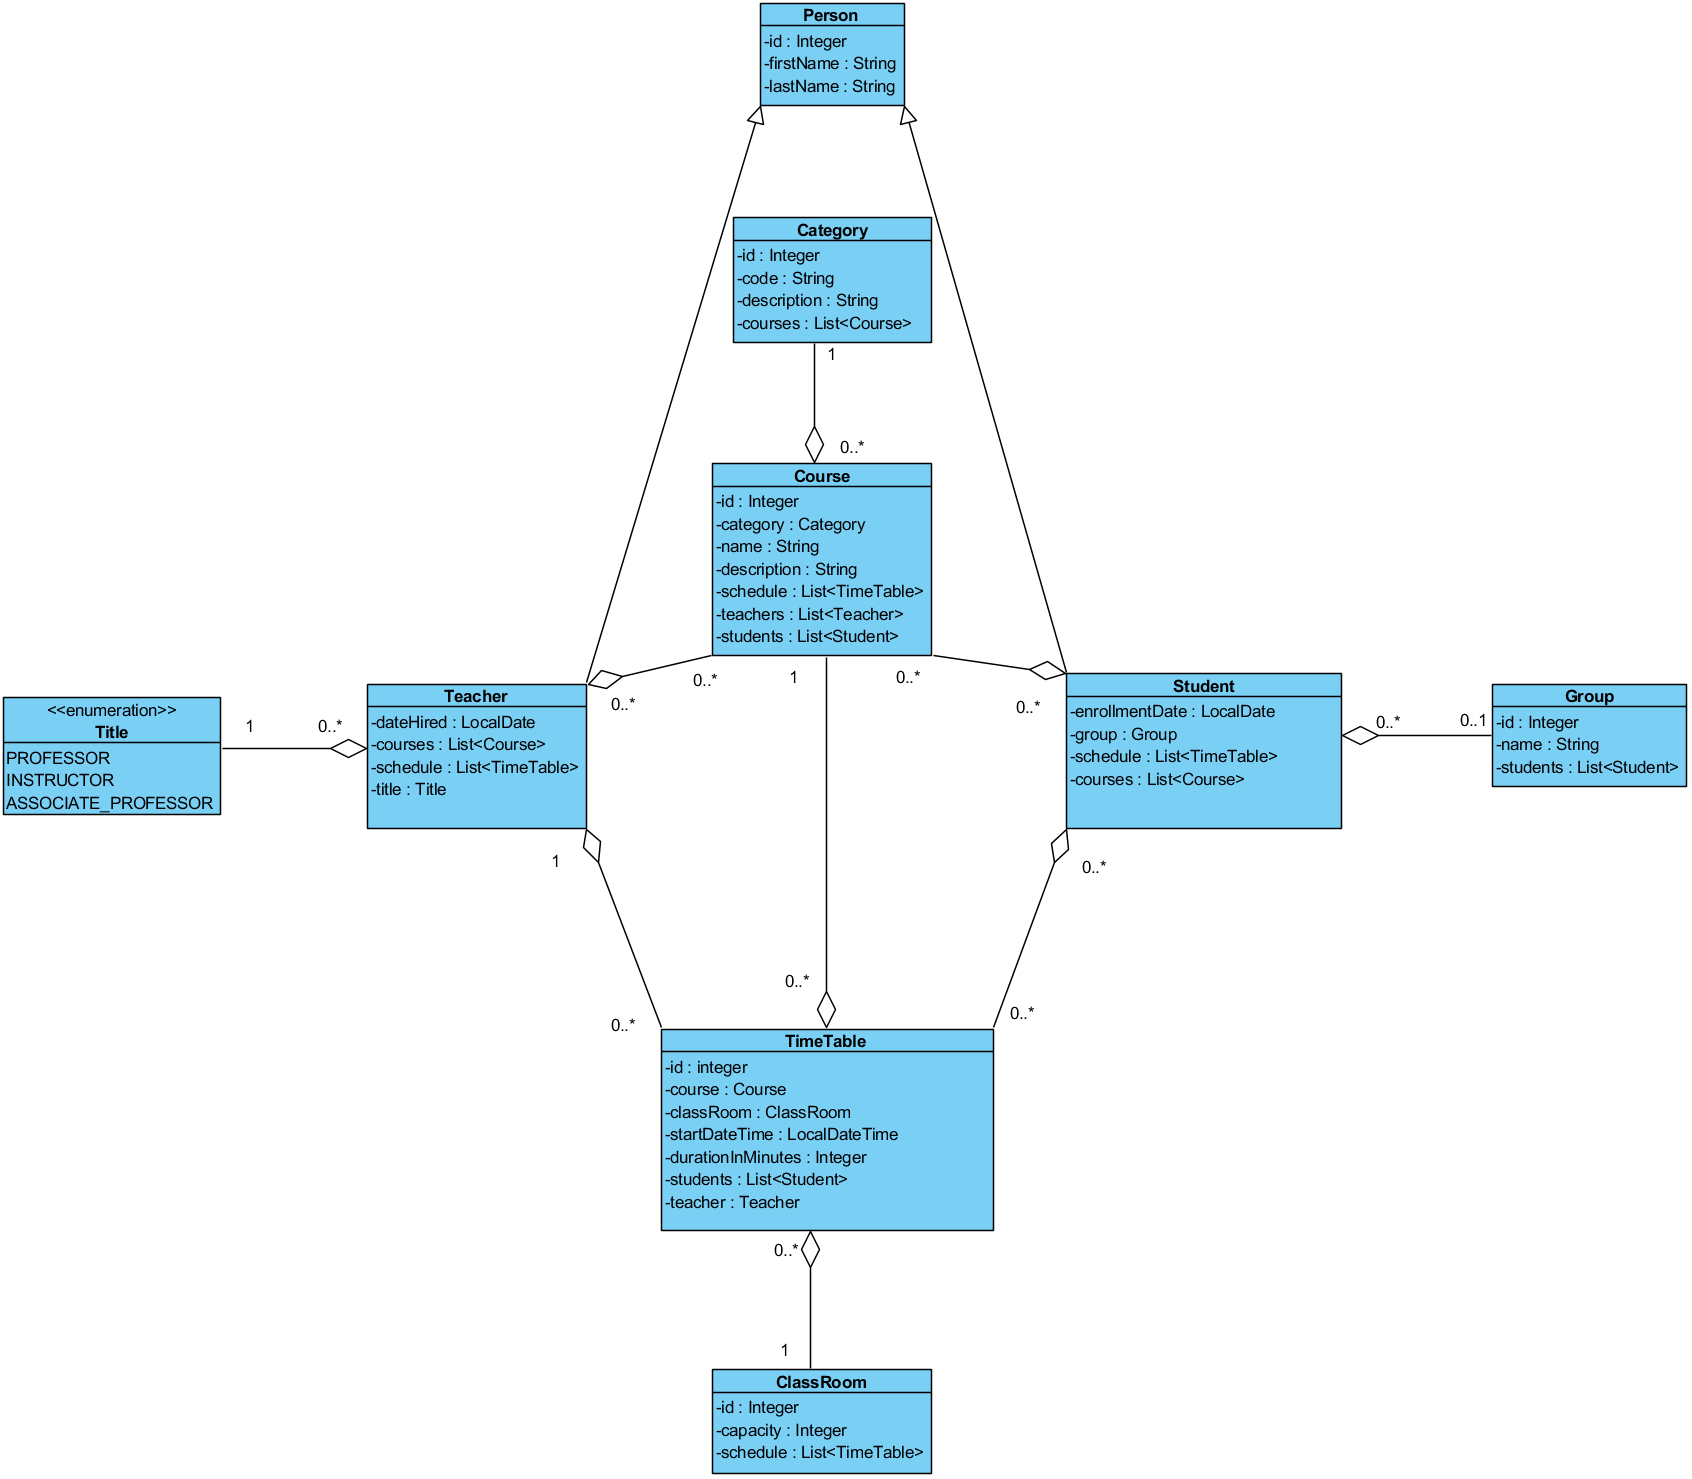 Person
-id : Integer
-firstName : String
-lastName : String
Category
-id : Integer
-code : String
-description : String
-courses : List<Course>
1
0..*
Course
-id : Integer
-category : Category
-name : String
-description : String
-schedule : List<TimeTable>
-teachers : List<Teacher>
-students : List<Student>
0..*
0..*
1
0..*
0..*
<<enumeration>>
Title
PROFESSOR
INSTRUCTOR
ASSOCIATE_PROFESSOR
1
0..*
Teacher
-dateHired : LocalDate
-courses : List<Course>
-schedule : List<TimeTable>
-title : Title
Student
-enrollmentDate : LocalDate
-group : Group
-schedule : List<TimeTable>
-courses : List<Course>
0..*
0..1
Group
-id : Integer
-name : String
-students : List<Student>
1
0..*
0..*
0..*
0..*
TimeTable
-id : integer
-course : Course
-classRoom : ClassRoom
-startDateTime : LocalDateTime
-durationInMinutes : Integer
-students : List<Student>
-teacher : Teacher
0..*
1
ClassRoom
-id : Integer
-capacity : Integer
-schedule : List<TimeTable>